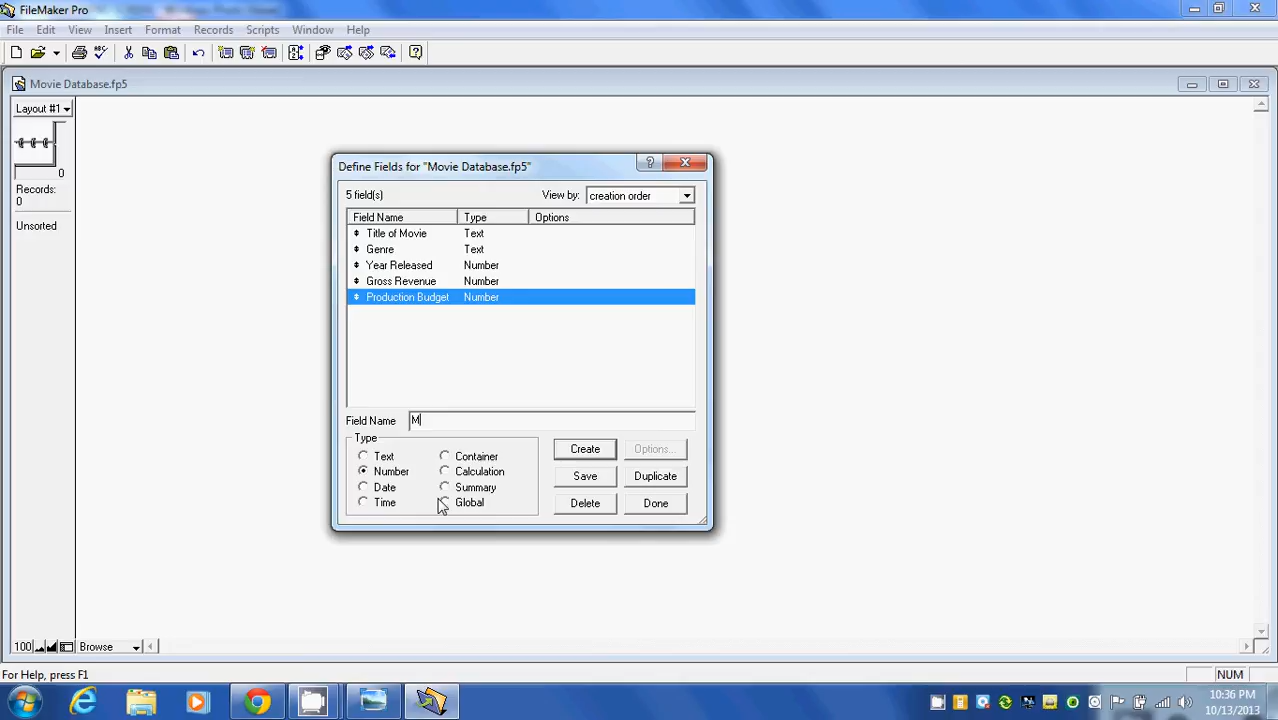 FileMaker Pro
File Edit View Insert Format Records Scripts Window Help
Movie Database.fp5
Layout #1
0
Records:
0
Unsorted
Define Fields for "Movie Database.fp5"
5 field(s)
View by: creation order
Field Name Type Options
Title of Movie Text
Genre Text
Year Released Number
Gross Revenue Number
Production Budget Number
Field Name M
Type
Text Container
Number Calculation
Date Summary
Time Global
Create Options...
Save Duplicate
Delete Done
100 Browse
For Help, press F1
NUM
10:36 PM
10/13/2013